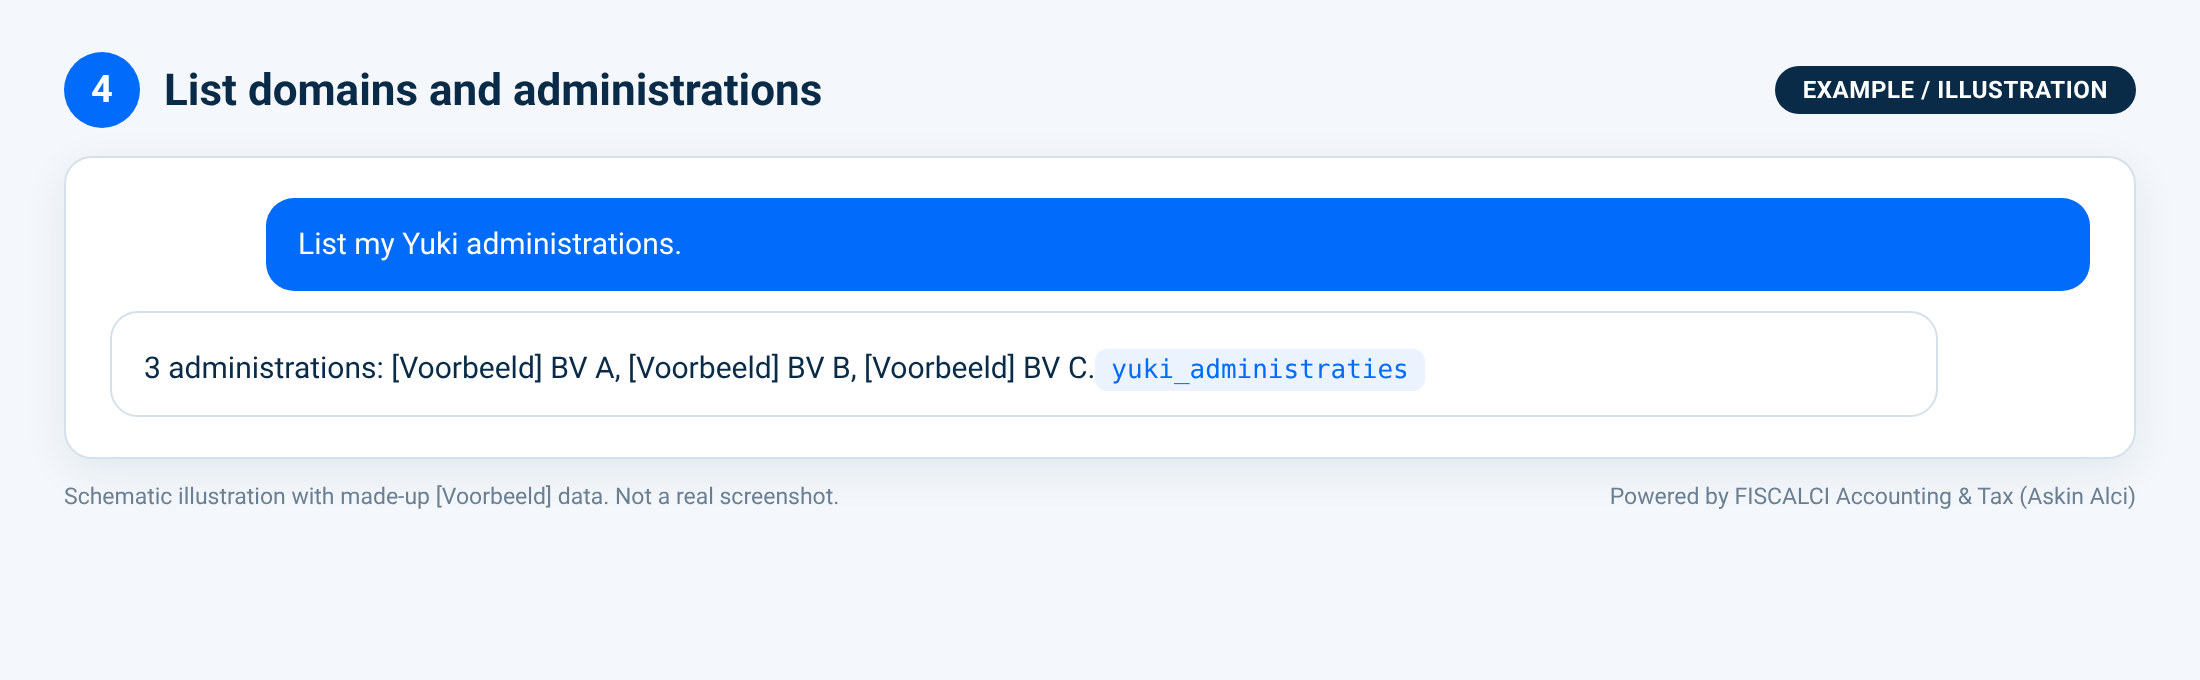 4
List domains and administrations
EXAMPLE / ILLUSTRATION
List my Yuki administrations.
3 administrations: [Voorbeeld] BV A, [Voorbeeld] BV B, [Voorbeeld] BV C. yuki_administraties
Schematic illustration with made-up [Voorbeeld] data. Not a real screenshot.
Powered by FISCALCI Accounting & Tax (Askin Alci)